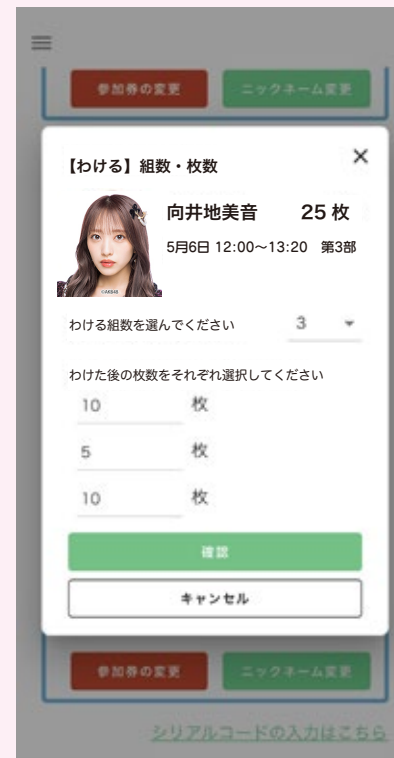 参加券の変更 ニックネーム変更
【わける】組数・枚数 ×
向井地美音 25 枚
5月6日 12:00〜13:20 第3部
©AKB48
わける組数を選んでください 3
わけた後の枚数をそれぞれ選択してください
10 枚
5 枚
10 枚
確認
キャンセル
参加券の変更 ニックネーム変更
シリアルコードの入力はこちら